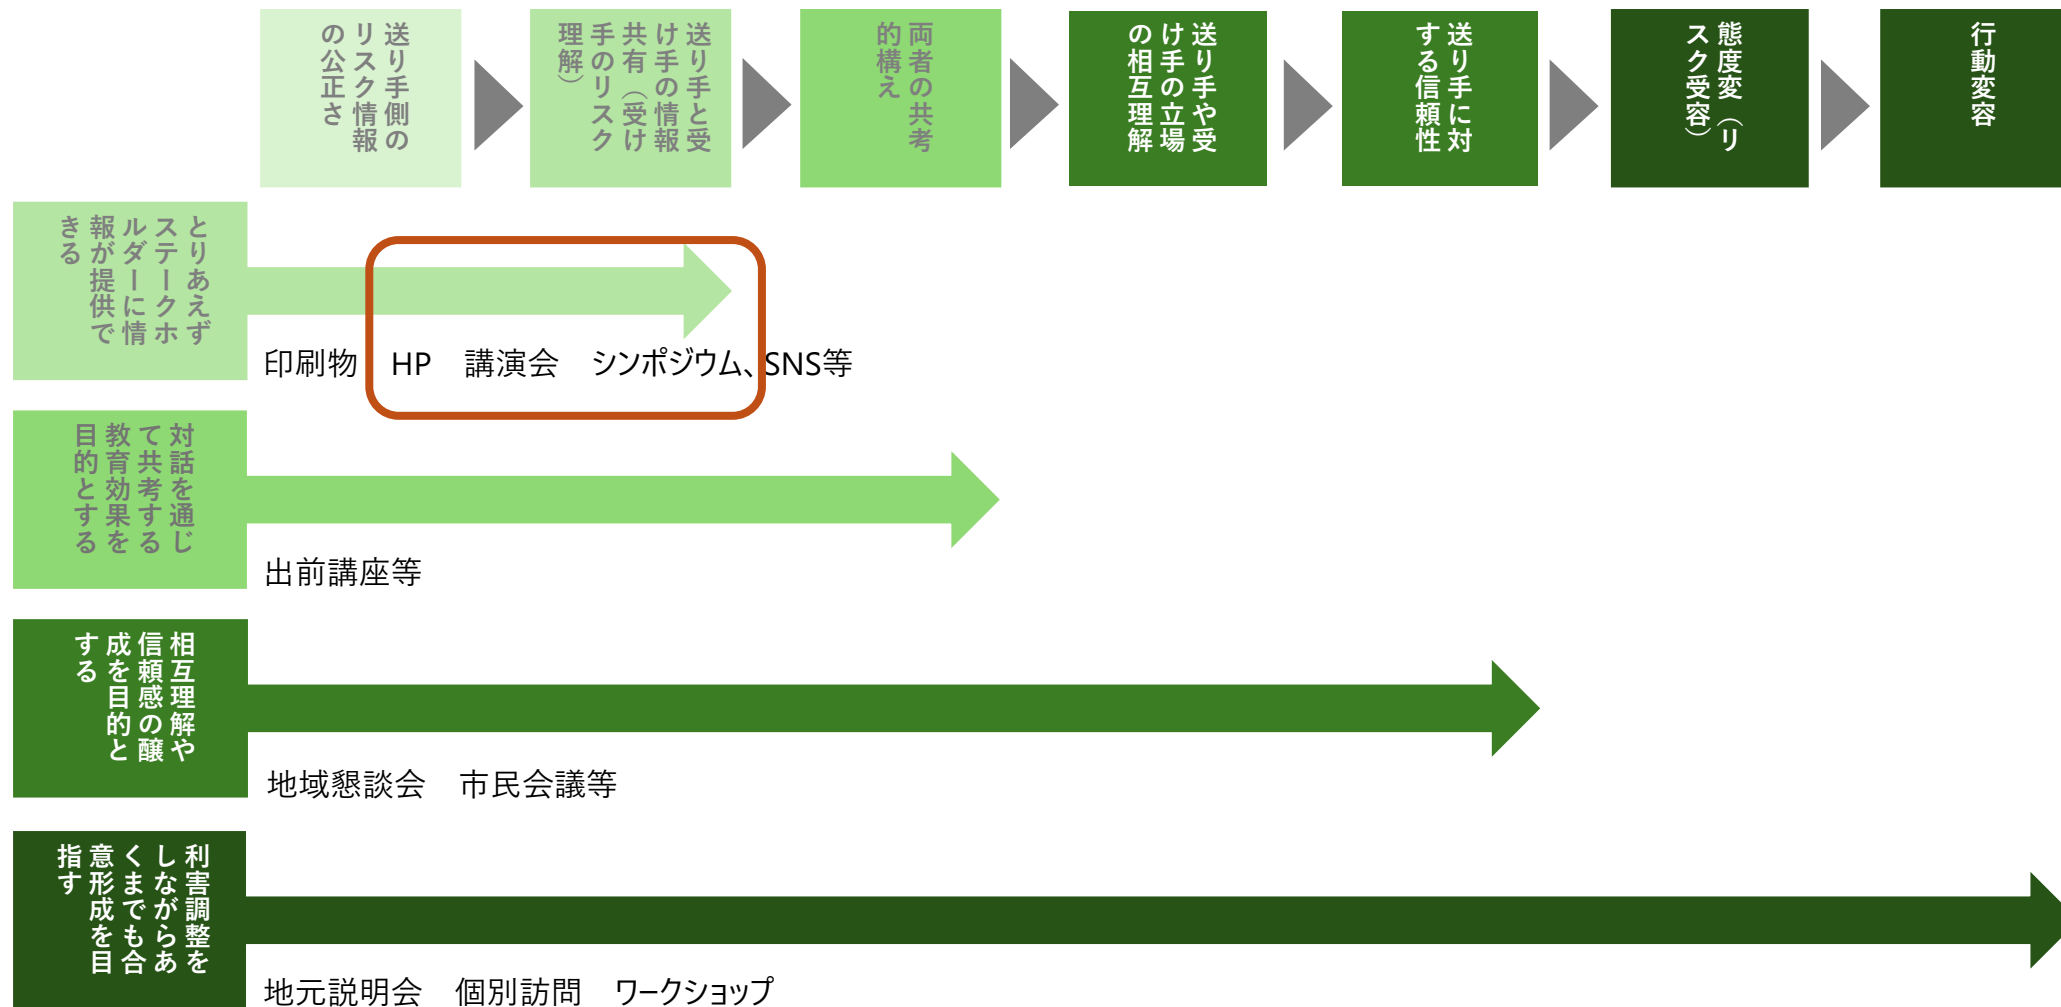 送り手側の
リスク情報
の公正さ
送り手と受
け手の情報
共有（受け
手のリスク
理解）
両者の共考
的構え
送り手や受
け手の立場
の相互理解
送り手に対
する信頼性
態度変（リ
スク受容）
行動変容
とりあえず
ステークホ
ルダーに情
報が提供で
きる
印刷物　HP　講演会　シンポジウム、SNS等
対話を通じ
て共考する
教育効果を
目的とする
出前講座等
相互理解や
信頼感の醸
成を目的と
する
地域懇談会　市民会議等
利害調整を
しながらあ
くまでも合
意形成を目
指す
地元説明会　個別訪問　ワークショップ